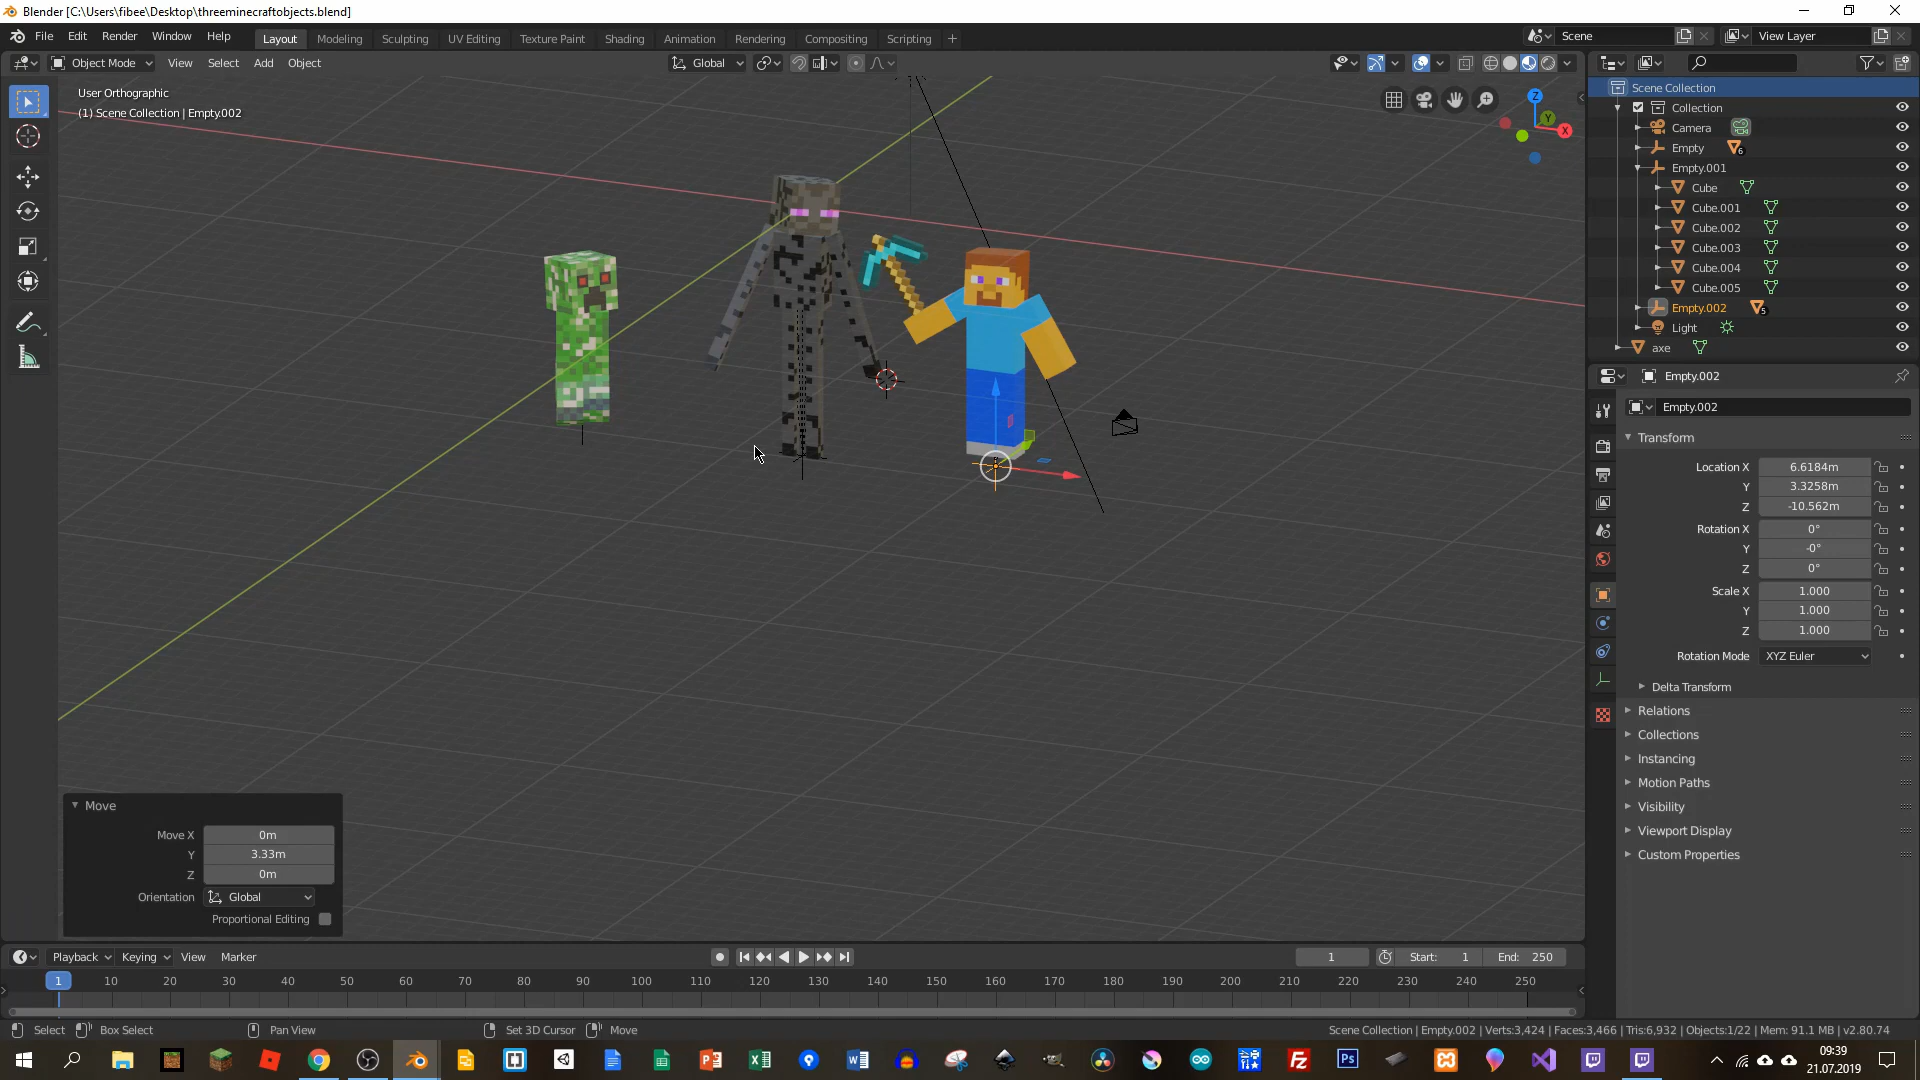 Blender [C:\Users\fibee\Desktop\threeminecraftobjects.blend]
File Edit Render Window Help
Layout Modeling Sculpting UV Editing Texture Paint Shading Animation Rendering Compositing Scripting +
Scene
View Layer
Object Mode View Select Add Object
Global
User Orthographic
(1) Scene Collection | Empty.002
Z
Y
X
Scene Collection
Collection
Camera
Empty 6
Empty.001
Cube
Cube.001
Cube.002
Cube.003
Cube.004
Cube.005
Empty.002 5
Light
axe
Empty.002
Empty.002
Transform
Location X 6.6184m
Y 3.3258m
Z -10.562m
Rotation X 0°
Y -0°
Z 0°
Scale X 1.000
Y 1.000
Z 1.000
Rotation Mode XYZ Euler
Delta Transform
Relations
Collections
Instancing
Motion Paths
Visibility
Viewport Display
Custom Properties
Move
Move X 0m
Y 3.33m
Z 0m
Orientation Global
Proportional Editing
Playback Keying View Marker
1 Start: 1 End: 250
1 10 20 30 40 50 60 70 80 90 100 110 120 130 140 150 160 170 180 190 200 210 220 230 240 250
Select Box Select Pan View Set 3D Cursor Move
Scene Collection | Empty.002 | Verts:3,424 | Faces:3,466 | Tris:6,932 | Objects:1/22 | Mem: 91.1 MB | v2.80.74
Ps
Fz
09:39
21.07.2019